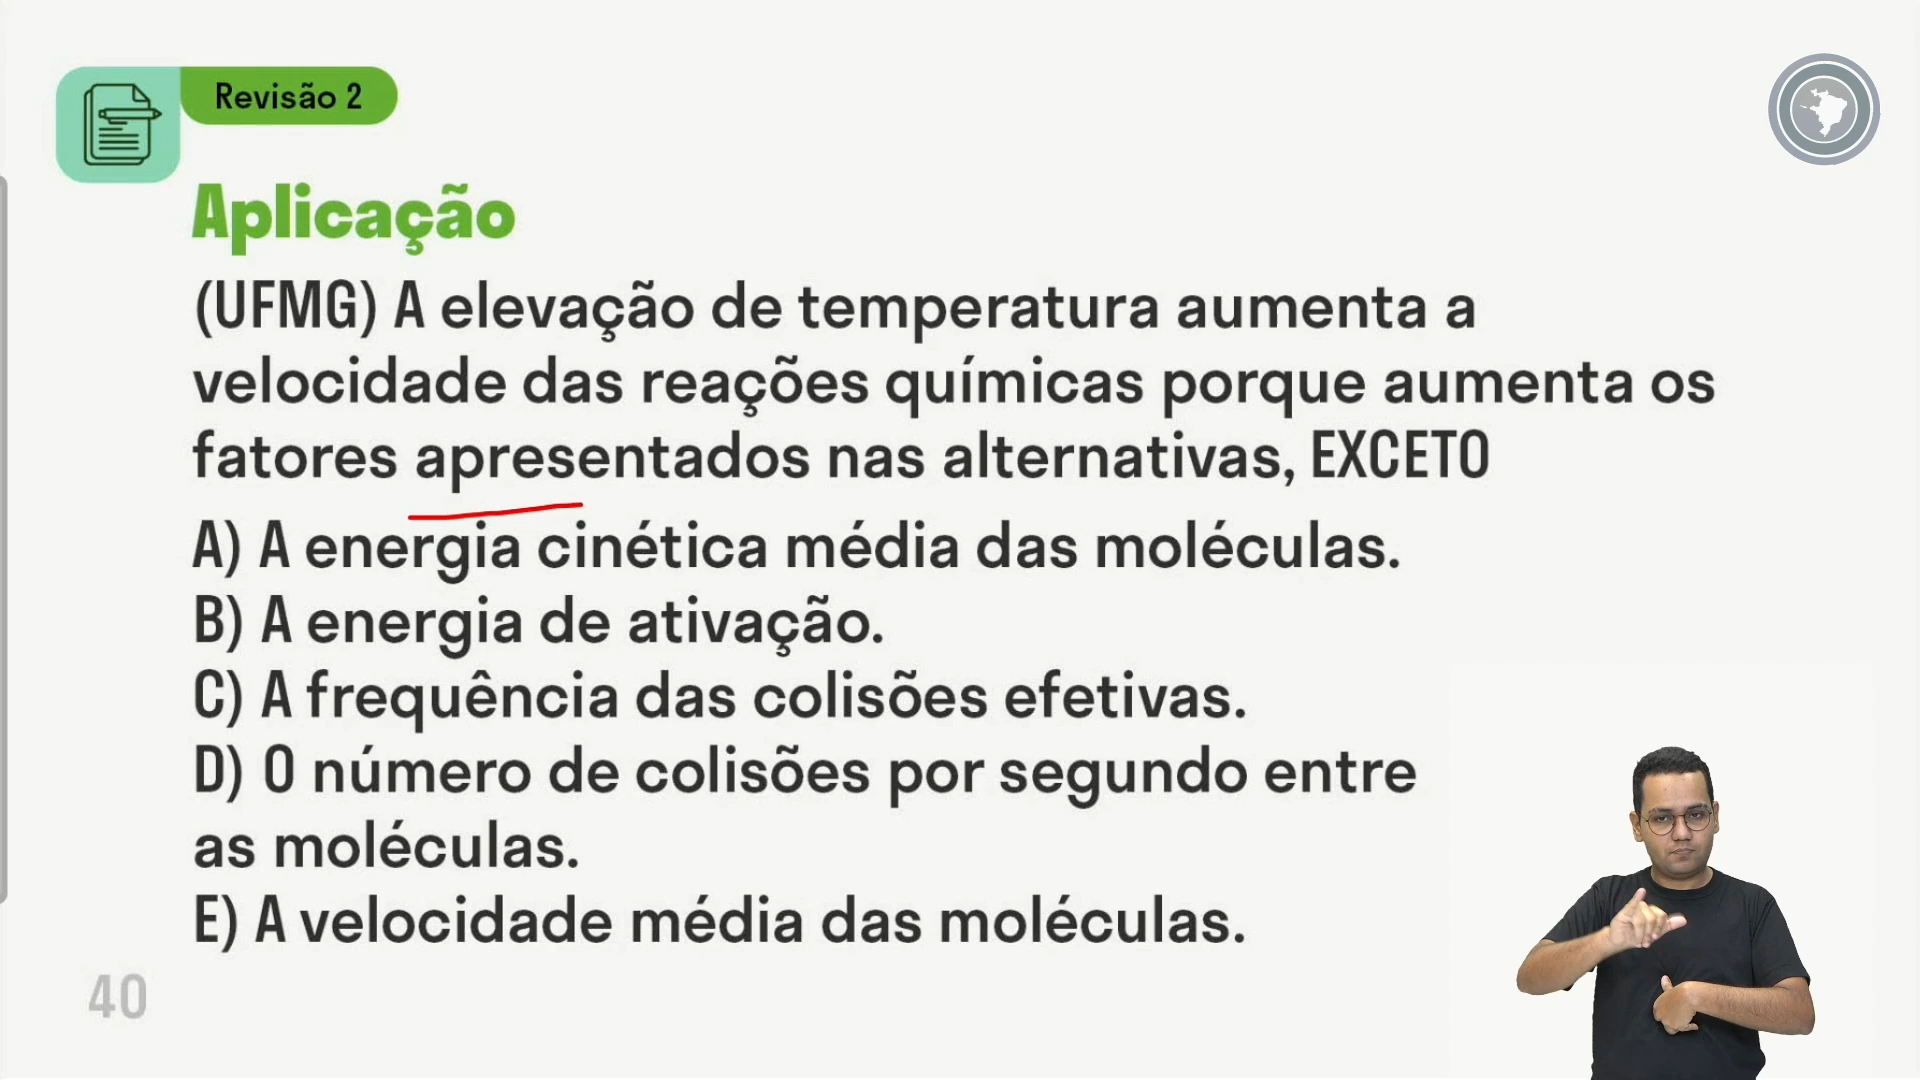 Revisão 2
Aplicação
(UFMG) A elevação de temperatura aumenta a
velocidade das reações químicas porque aumenta os
fatores apresentados nas alternativas, EXCETO
A) A energia cinética média das moléculas.
B) A energia de ativação.
C) A frequência das colisões efetivas.
D) O número de colisões por segundo entre
as moléculas.
E) A velocidade média das moléculas.
40